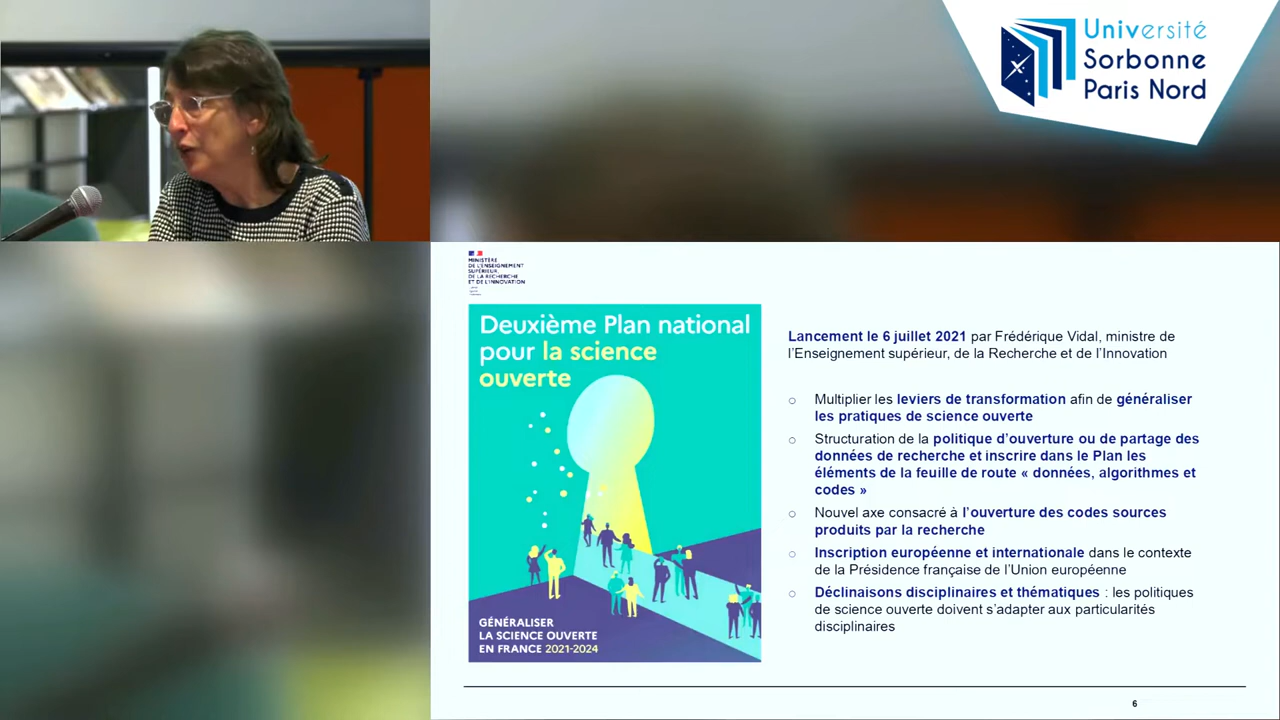 Université
Sorbonne
Paris Nord
MINISTÈRE
DE L'ENSEIGNEMENT
SUPÉRIEUR,
DE LA RECHERCHE
ET DE L'INNOVATION
Deuxième Plan national
pour la science
ouverte
GÉNÉRALISER
LA SCIENCE OUVERTE
EN FRANCE 2021-2024
Lancement le 6 juillet 2021 par Frédérique Vidal, ministre de
l'Enseignement supérieur, de la Recherche et de l'Innovation
○ Multiplier les leviers de transformation afin de généraliser
les pratiques de science ouverte
○ Structuration de la politique d'ouverture ou de partage des
données de recherche et inscrire dans le Plan les
éléments de la feuille de route « données, algorithmes et
codes »
○ Nouvel axe consacré à l'ouverture des codes sources
produits par la recherche
○ Inscription européenne et internationale dans le contexte
de la Présidence française de l'Union européenne
○ Déclinaisons disciplinaires et thématiques : les politiques
de science ouverte doivent s'adapter aux particularités
disciplinaires
6